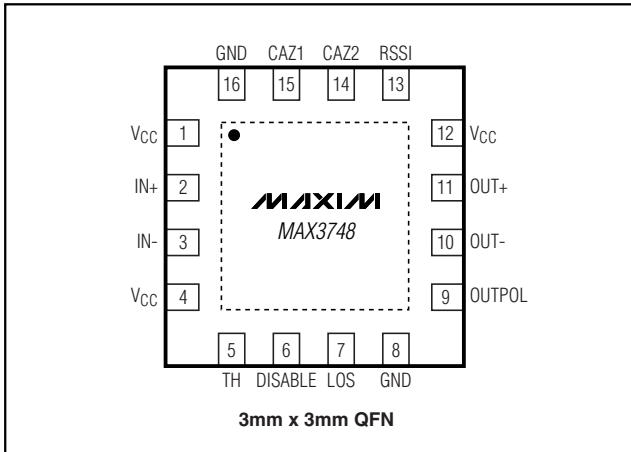 GND CAZ1 CAZ2 RSSI
16 15 14 13
VCC 1 12 VCC
IN+ 2 11 OUT+
MAXIM
MAX3748
IN- 3 10 OUT-
VCC 4 9 OUTPOL
5 6 7 8
TH DISABLE LOS GND
3mm x 3mm QFN